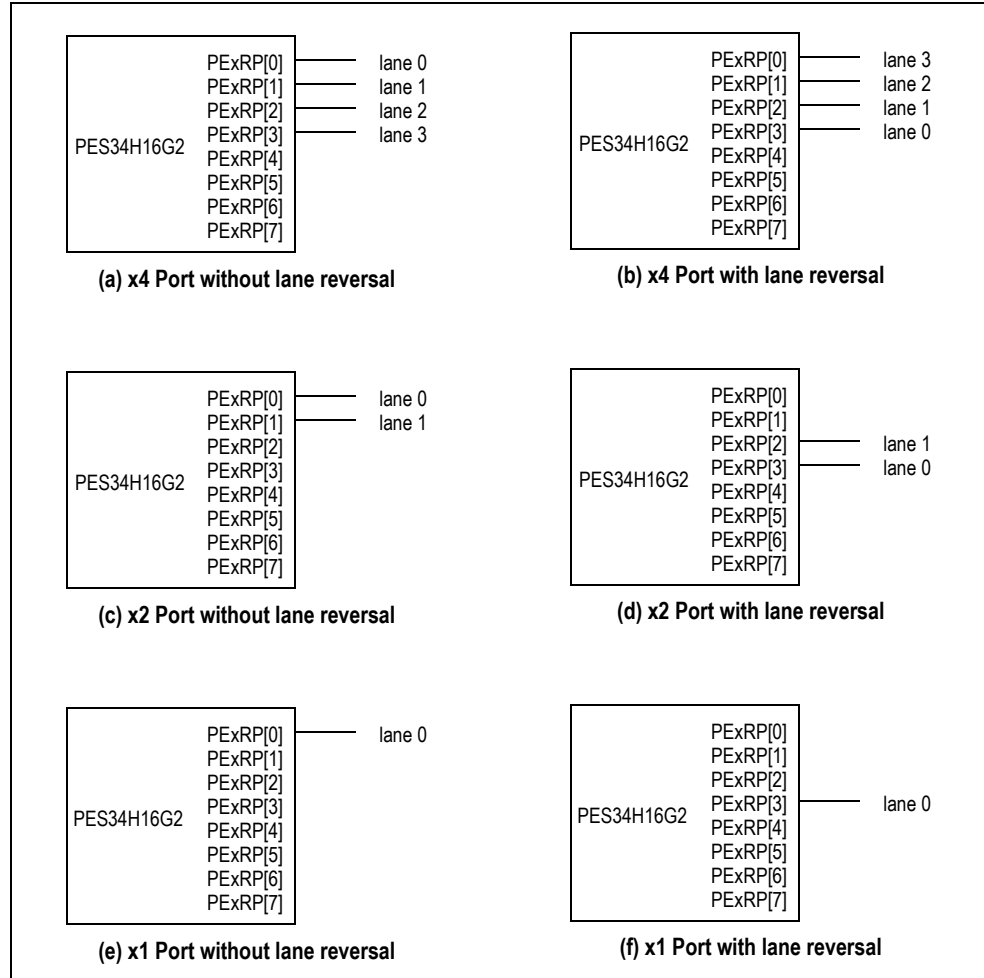 PExRP[0] lane 0
PExRP[1] lane 1
PExRP[2] lane 2
PExRP[3] lane 3
PES34H16G2
PExRP[4]
PExRP[5]
PExRP[6]
PExRP[7]
(a) x4 Port without lane reversal
PExRP[0] lane 3
PExRP[1] lane 2
PExRP[2] lane 1
PExRP[3] lane 0
PES34H16G2
PExRP[4]
PExRP[5]
PExRP[6]
PExRP[7]
(b) x4 Port with lane reversal
PExRP[0] lane 0
PExRP[1] lane 1
PExRP[2]
PExRP[3]
PES34H16G2
PExRP[4]
PExRP[5]
PExRP[6]
PExRP[7]
(c) x2 Port without lane reversal
PExRP[0]
PExRP[1]
PExRP[2] lane 1
PExRP[3] lane 0
PES34H16G2
PExRP[4]
PExRP[5]
PExRP[6]
PExRP[7]
(d) x2 Port with lane reversal
PExRP[0] lane 0
PExRP[1]
PExRP[2]
PExRP[3]
PES34H16G2
PExRP[4]
PExRP[5]
PExRP[6]
PExRP[7]
(e) x1 Port without lane reversal
PExRP[0]
PExRP[1]
PExRP[2]
PExRP[3] lane 0
PES34H16G2
PExRP[4]
PExRP[5]
PExRP[6]
PExRP[7]
(f) x1 Port with lane reversal